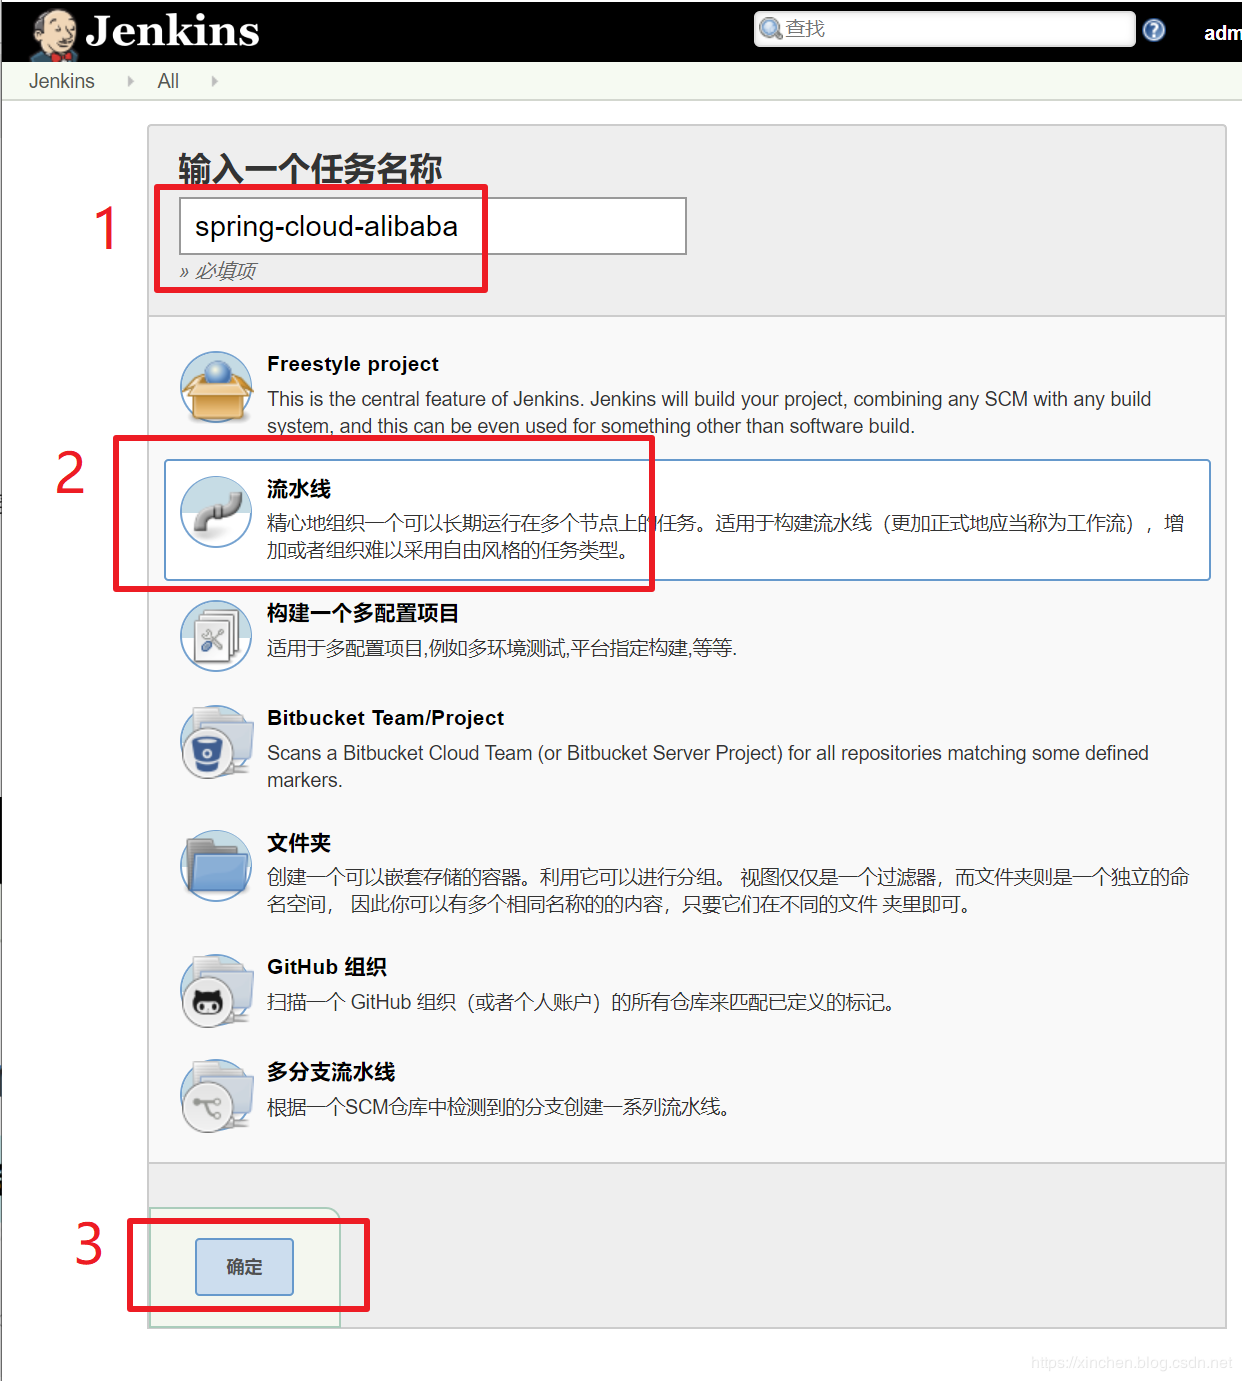 Jenkins
查找
adm
Jenkins
All
输入一个任务名称
1
spring-cloud-alibaba
» 必填项
Freestyle project
This is the central feature of Jenkins. Jenkins will build your project, combining any SCM with any build
system, and this can be even used for something other than software build.
2
流水线
精心地组织一个可以长期运行在多个节点上的任务。适用于构建流水线（更加正式地应当称为工作流），增
加或者组织难以采用自由风格的任务类型。
构建一个多配置项目
适用于多配置项目,例如多环境测试,平台指定构建,等等.
Bitbucket Team/Project
Scans a Bitbucket Cloud Team (or Bitbucket Server Project) for all repositories matching some defined
markers.
文件夹
创建一个可以嵌套存储的容器。利用它可以进行分组。 视图仅仅是一个过滤器，而文件夹则是一个独立的命
名空间， 因此你可以有多个相同名称的的内容，只要它们在不同的文件 夹里即可。
GitHub 组织
扫描一个 GitHub 组织（或者个人账户）的所有仓库来匹配已定义的标记。
多分支流水线
根据一个SCM仓库中检测到的分支创建一系列流水线。
3
确定
https://xinchen.blog.csdn.net